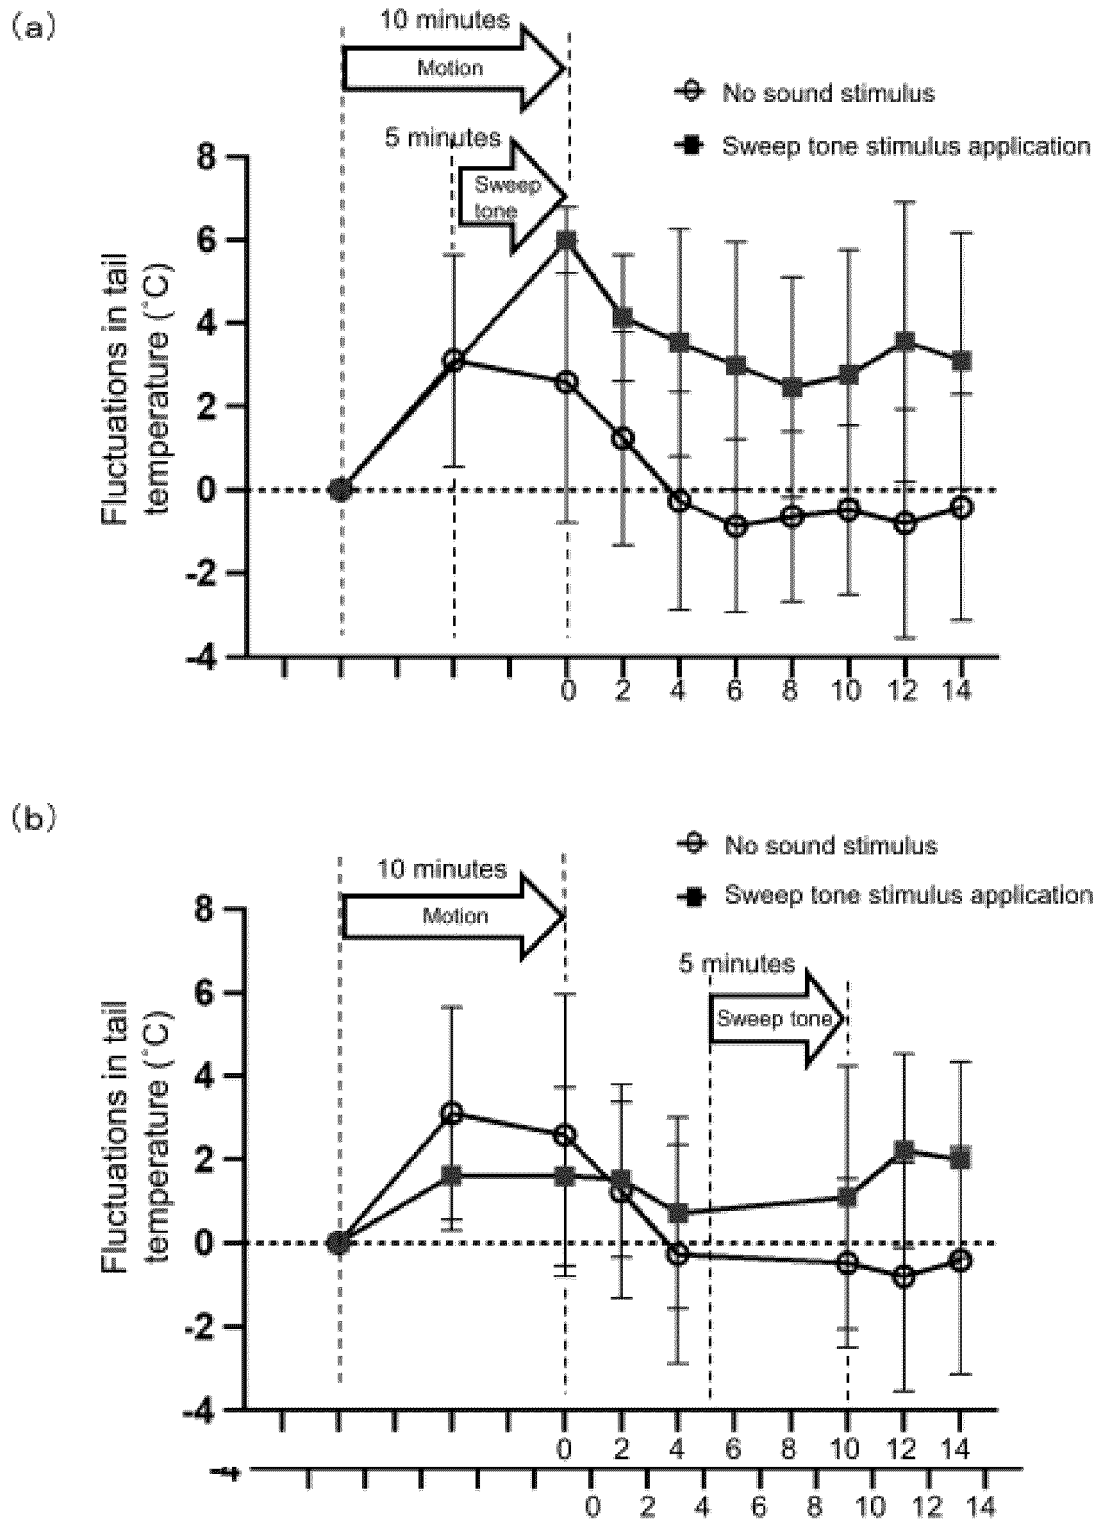 (a)
10 minutes
Motion
No sound stimulus
5 minutes
Sweep tone stimulus application
Sweep
tone
8
6
4
2
0
-2
-4
Fluctuations in tail
temperature (°C)
0 2 4 6 8 10 12 14
(b)
No sound stimulus
10 minutes
Sweep tone stimulus application
Motion
5 minutes
Sweep tone
8
6
4
2
0
-2
-4
Fluctuations in tail
temperature (°C)
0 2 4 6 8 10 12 14
-4
0 2 4 6 8 10 12 14